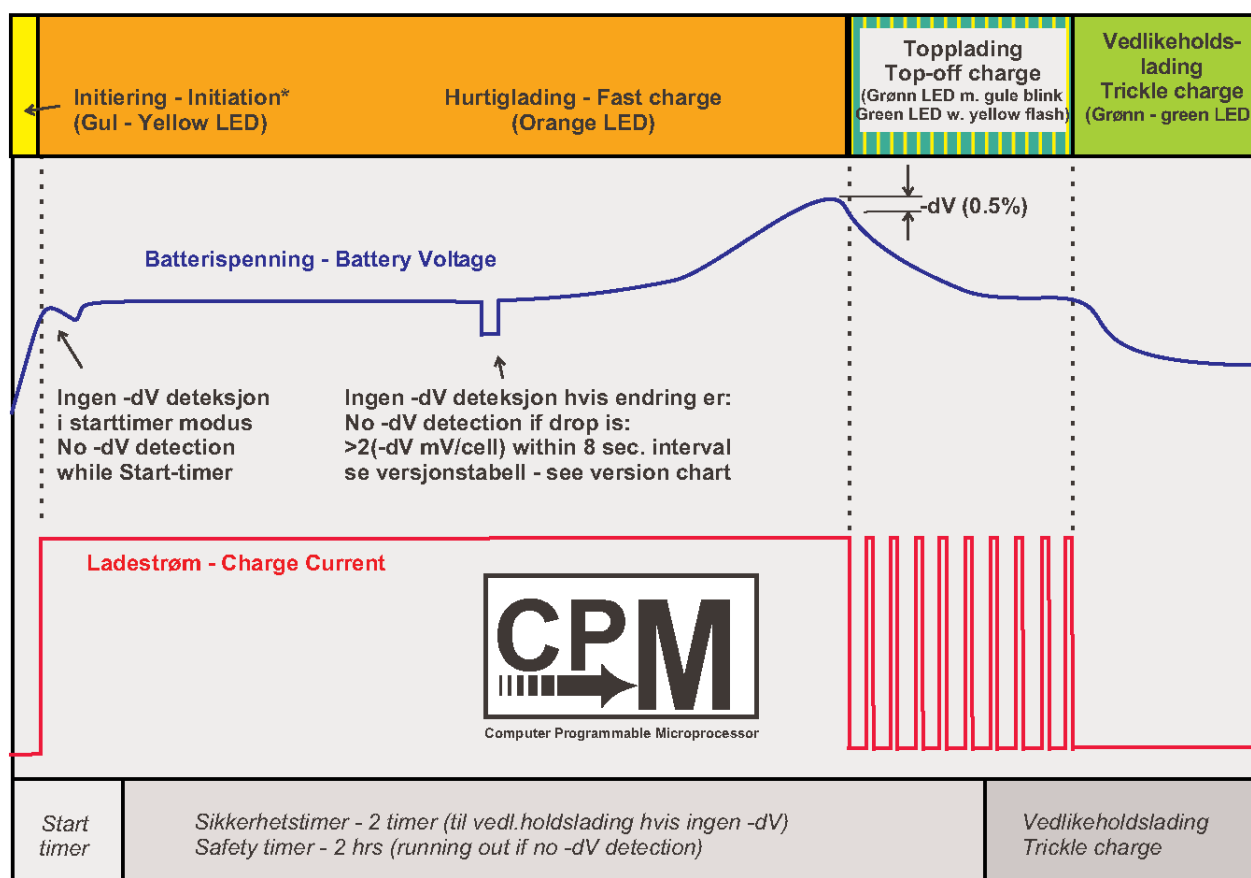 Initiering - Initiation*
(Gul - Yellow LED)
Hurtiglading - Fast charge
(Orange LED)
Topplading
Top-off charge
(Grønn LED m. gule blink
Green LED w. yellow flash)
Vedlikeholds-
lading
Trickle charge
(Grønn - green LED
-dV (0.5%)
Batterispenning - Battery Voltage
Ingen -dV deteksjon
i starttimer modus
No -dV detection
while Start-timer
Ingen -dV deteksjon hvis endring er:
No -dV detection if drop is:
>2(-dV mV/cell) within 8 sec. interval
se versjonstabell - see version chart
Ladestrøm - Charge Current
CPM
Computer Programmable Microprocessor
Start
timer
Sikkerhetstimer - 2 timer (til vedl.holdslading hvis ingen -dV)
Safety timer - 2 hrs (running out if no -dV detection)
Vedlikeholdslading
Trickle charge